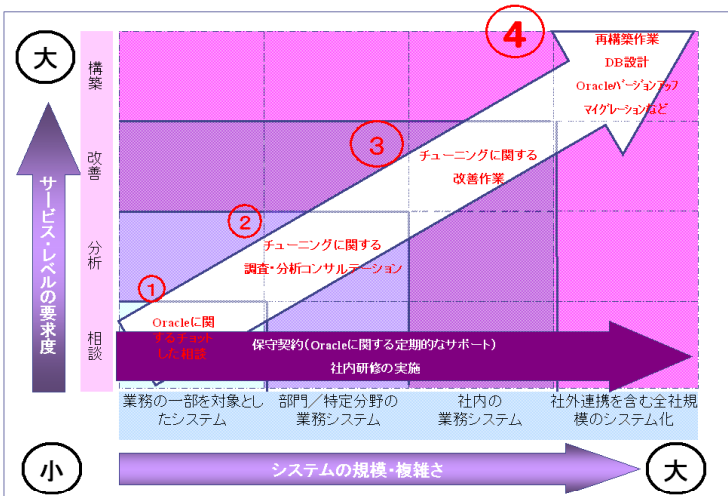 大
サービス・レベルの要求度
小
構築
改善
分析
相談
④
再構築作業
DB設計
Oracleバージョンアップ
マイグレーションなど
③
チューニングに関する
改善作業
②
チューニングに関する
調査・分析コンサルテーション
①
Oracleに関
するチョット
した相談
保守契約(Oracleに関する定期的なサポート)
社内研修の実施
業務の一部を対象とし
たシステム
部門／特定分野の
業務システム
社内の
業務システム
社外連携を含む全社規
模のシステム化
システムの規模・複雑さ
大